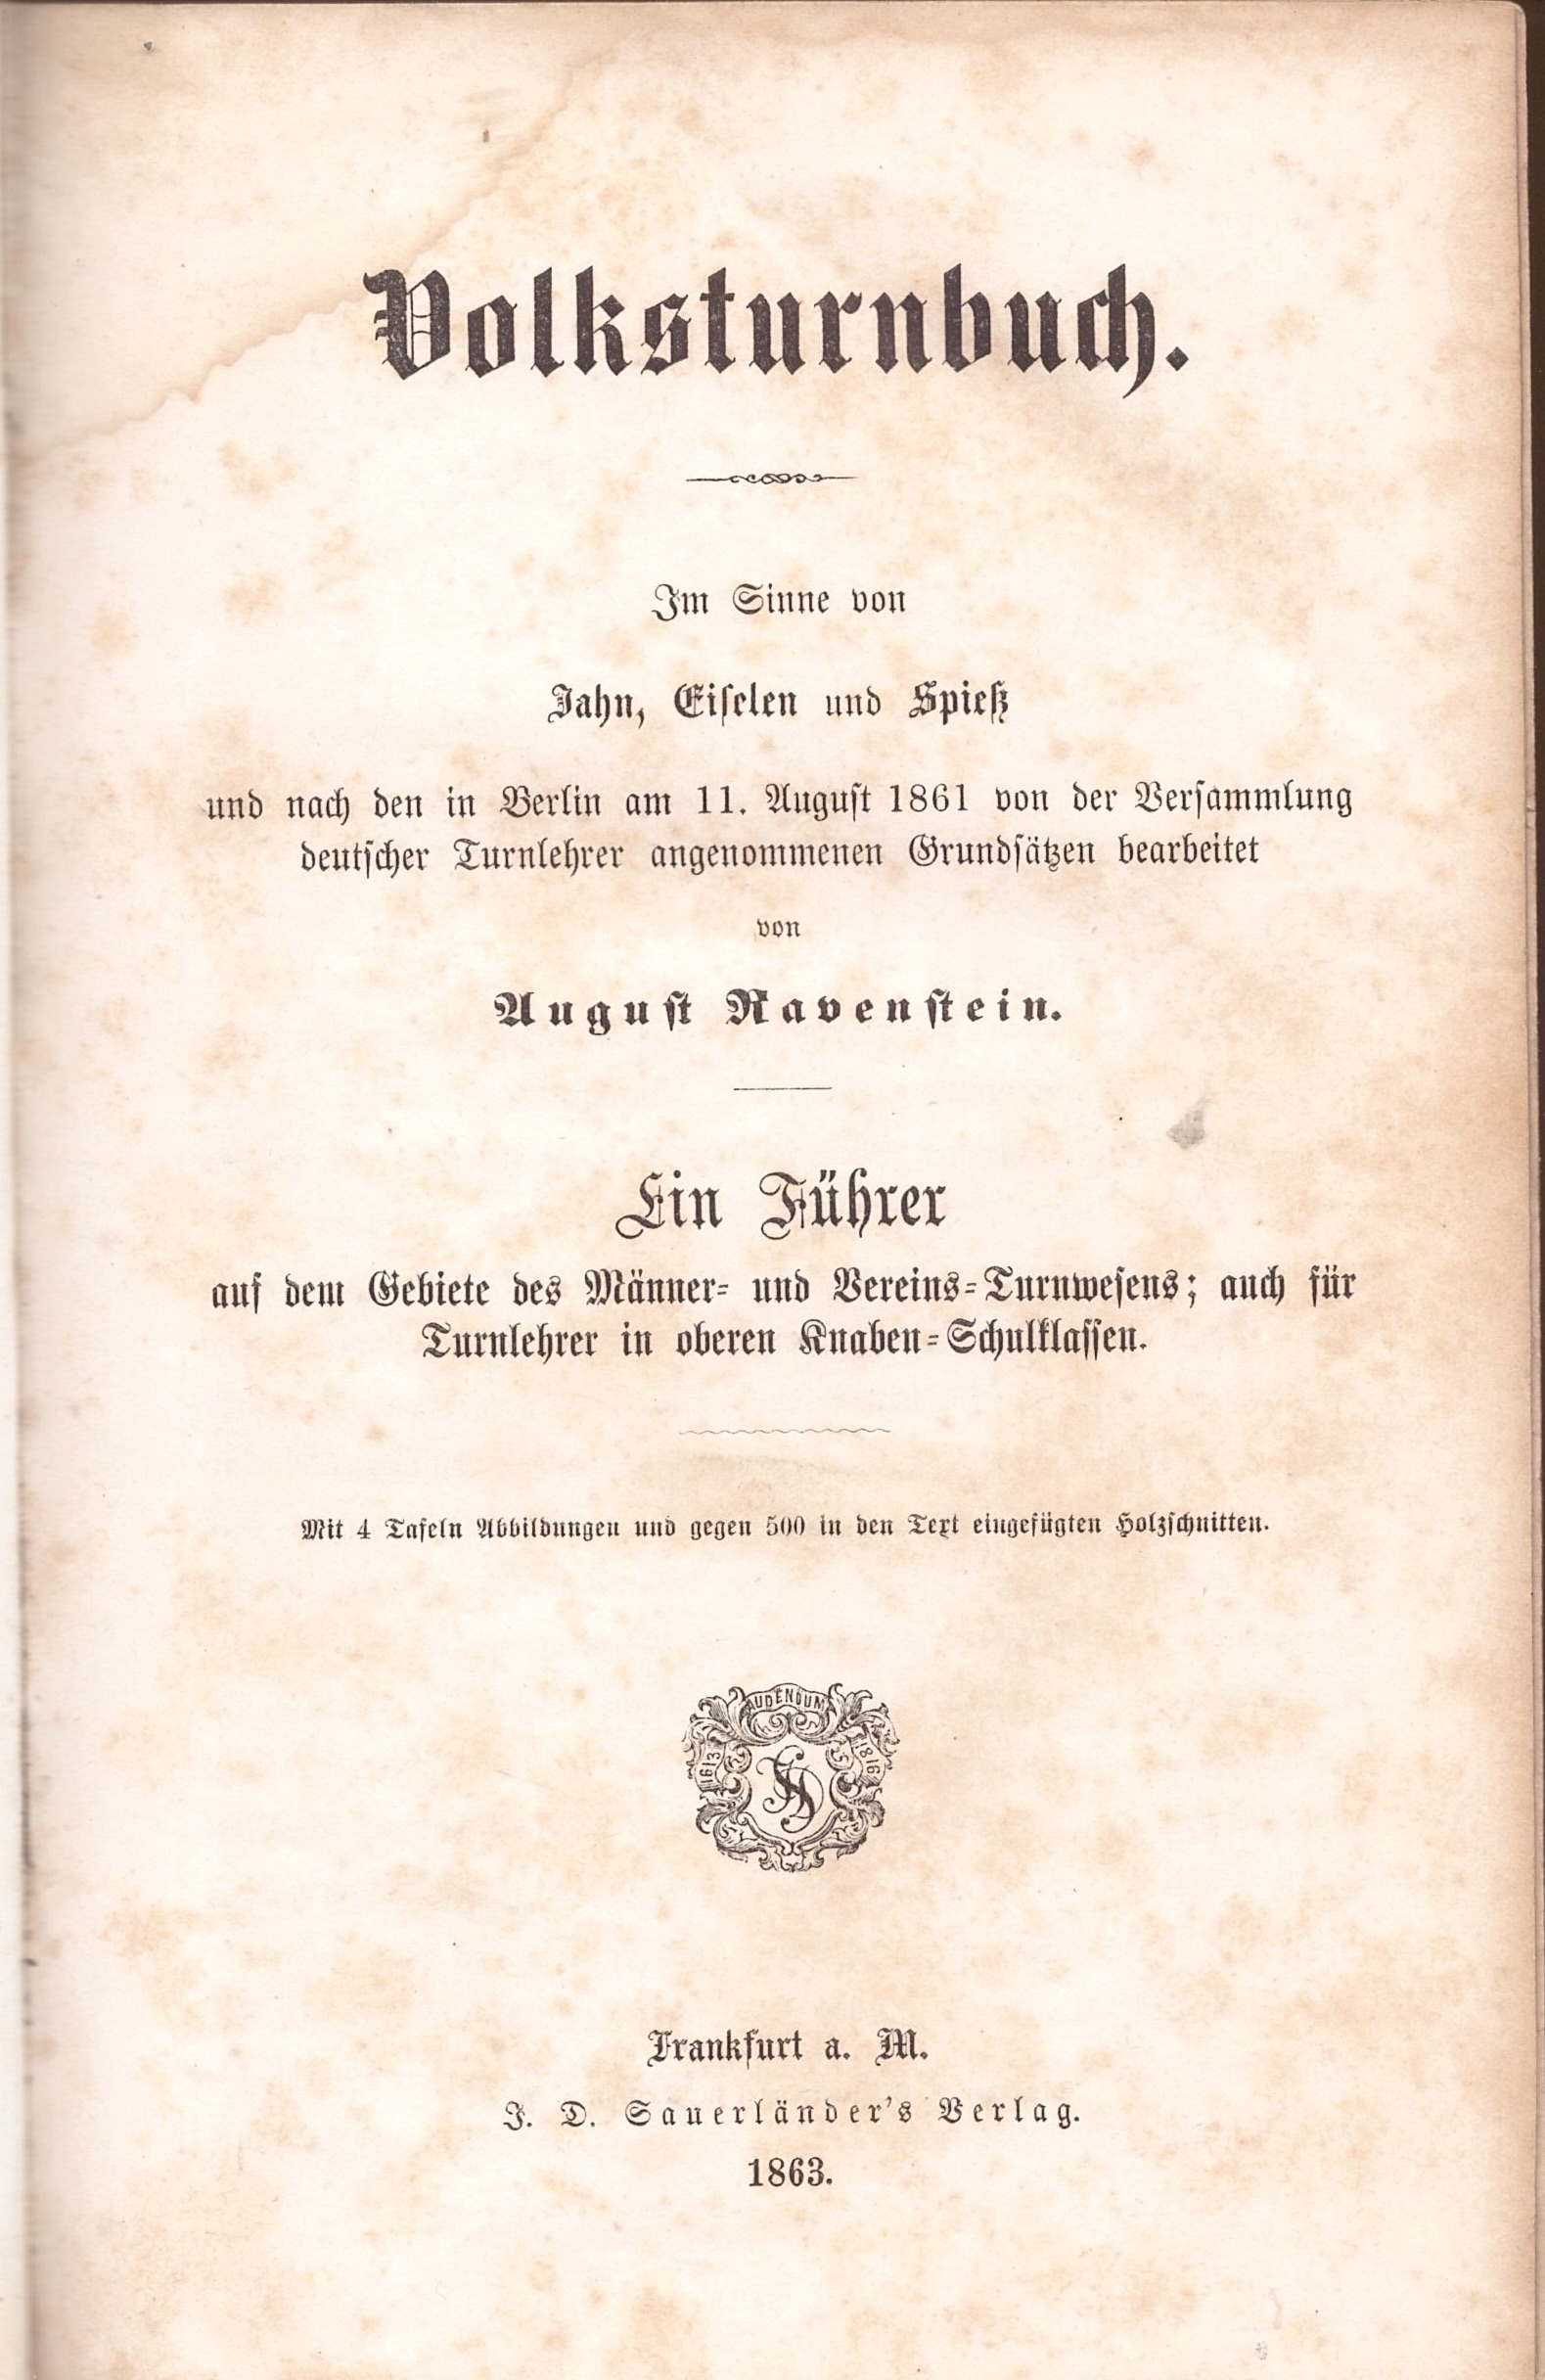 Volksturnbuch.
Im Sinne von
Jahn, Eiselen und Spieß
und nach den in Berlin am 11. August 1861 von der Versammlung
deutscher Turnlehrer angenommenen Grundsätzen bearbeitet
von
August Ravenstein.
Ein Führer
auf dem Gebiete des Männer- und Vereins-Turnwesens; auch für
Turnlehrer in oberen Knaben-Schulklassen.
Mit 4 Tafeln Abbildungen und gegen 500 in den Text eingefügten Holzschnitten.
AUDENDUM
1613
1816
Frankfurt a. M.
J. D. Sauerländer's Verlag.
1863.